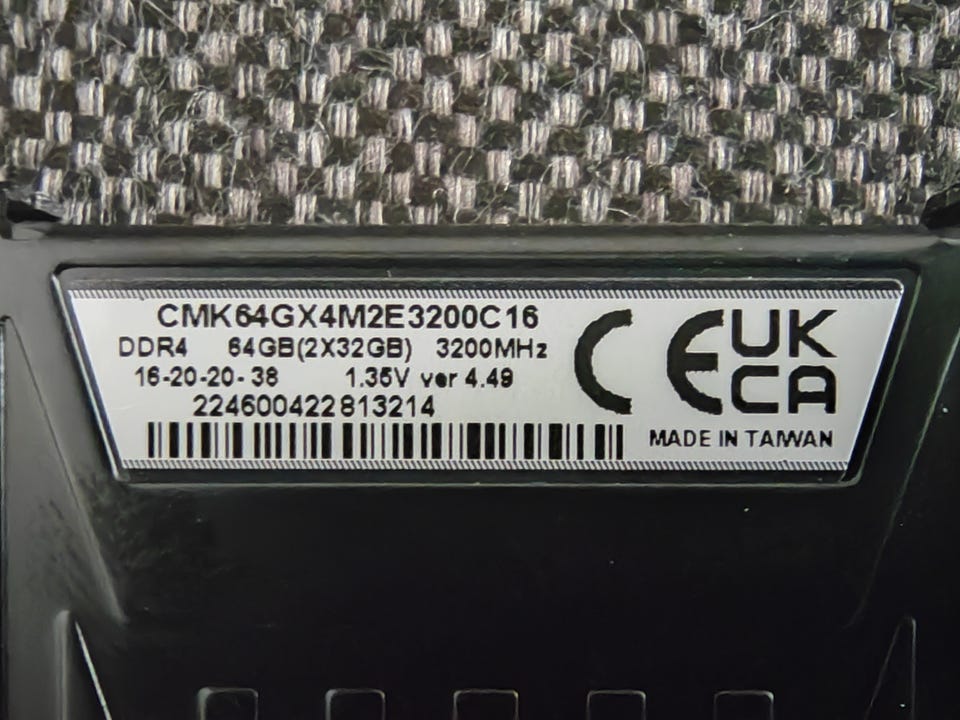 CMK64GX4M2E3200C16
DDR4 64GB(2X32GB) 3200MHz
16-20-20-38 1.35V ver 4.49
224600422813214
CE UK
CA
MADE IN TAIWAN